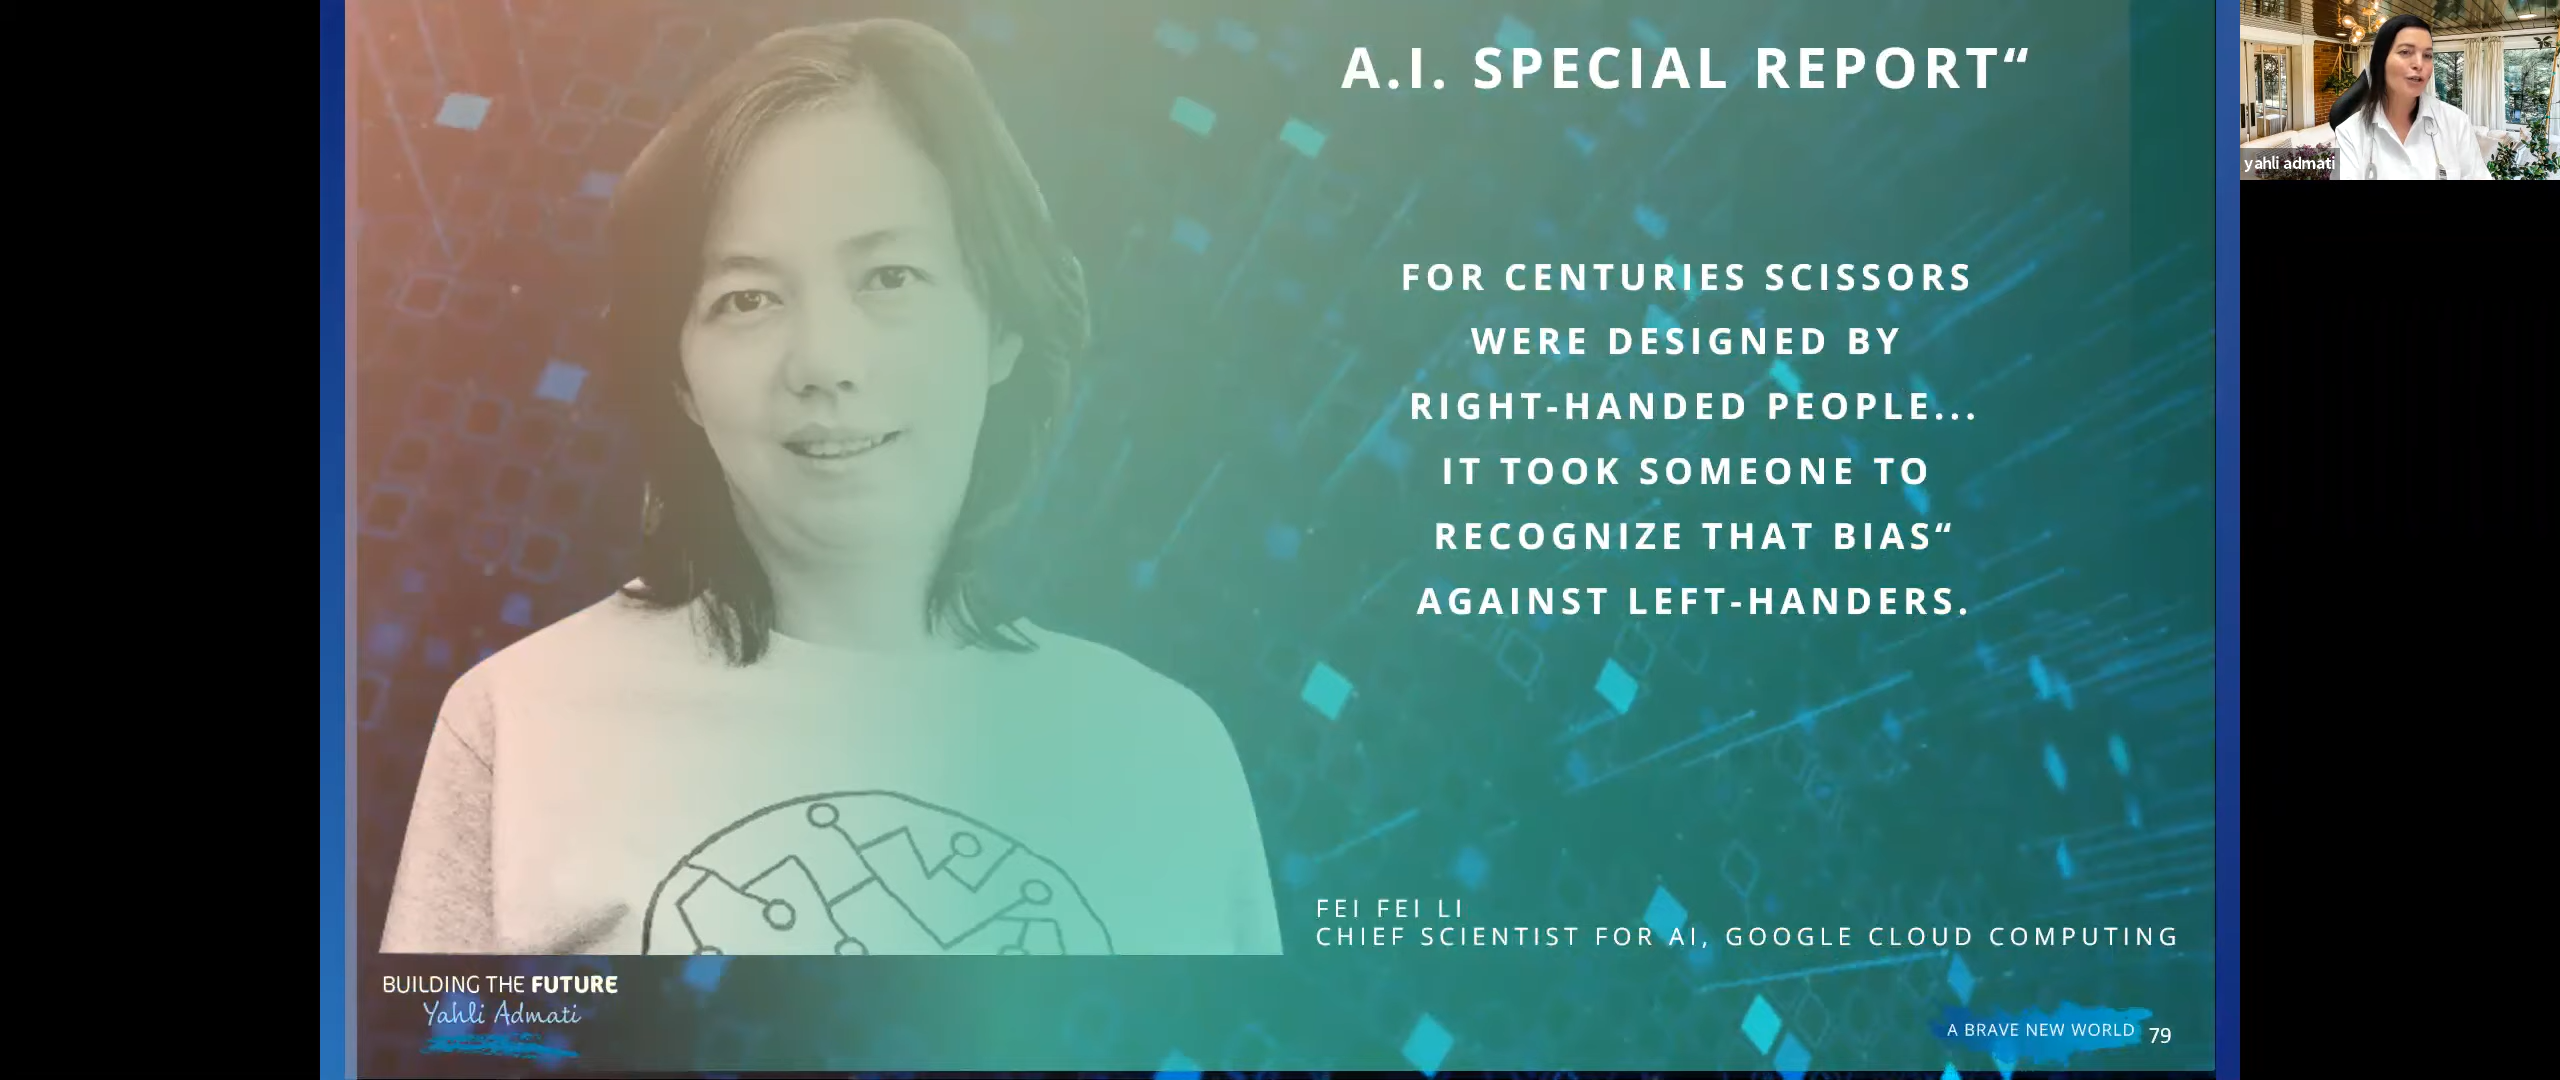 A.I. SPECIAL REPORT“
FOR CENTURIES SCISSORS
WERE DESIGNED BY
RIGHT-HANDED PEOPLE...
IT TOOK SOMEONE TO
RECOGNIZE THAT BIAS“
AGAINST LEFT-HANDERS.
FEI FEI LI
CHIEF SCIENTIST FOR AI, GOOGLE CLOUD COMPUTING
BUILDING THE FUTURE
Yahli Admati
A BRAVE NEW WORLD 79
yahli admati